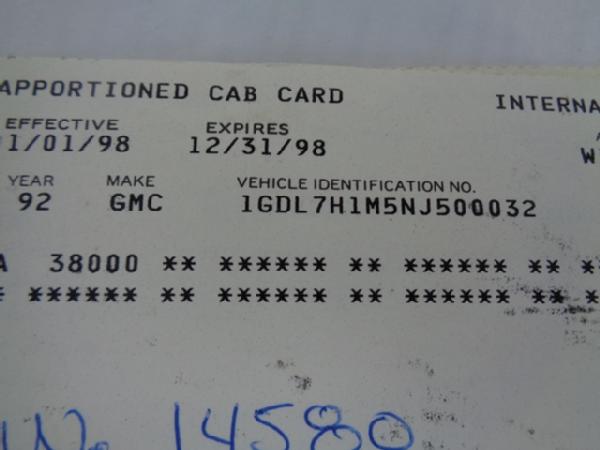 APPORTIONED CAB CARD INTERNA
EFFECTIVE EXPIRES
1/01/98 12/31/98 W
YEAR MAKE VEHICLE IDENTIFICATION NO.
92 GMC 1GDL7H1M5NJ500032
A 38000 ** ****** ** ****** ** **
* ****** ** ****** ** ****** ** *
14580